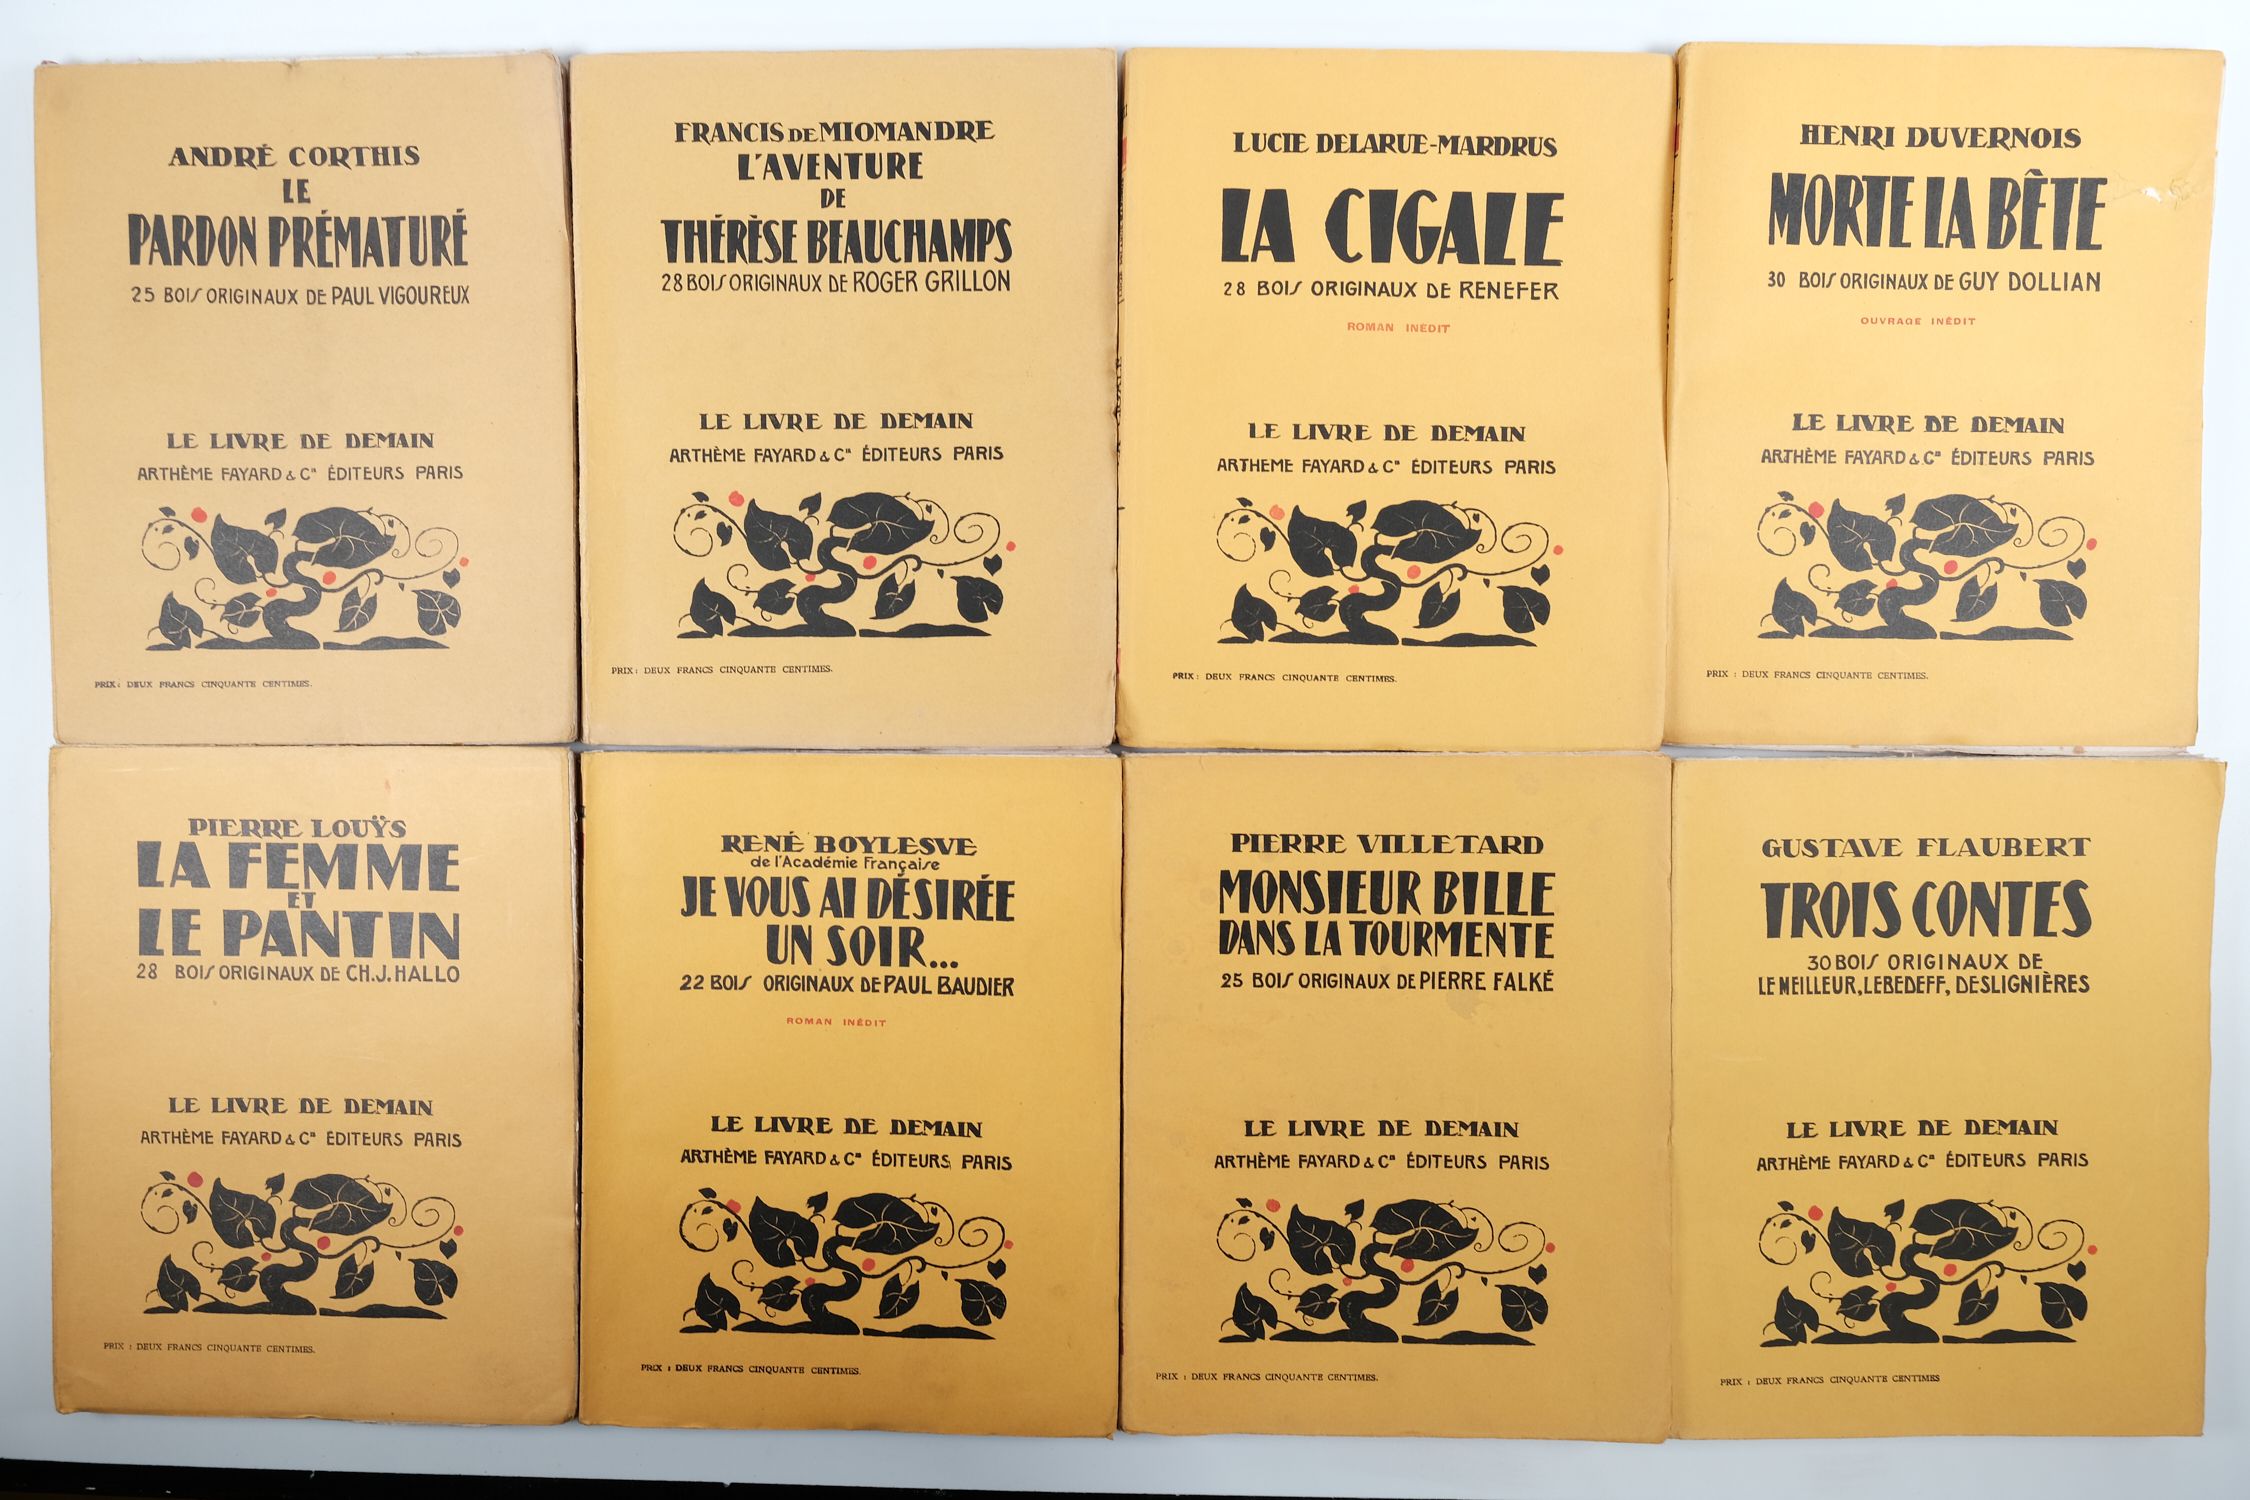 ANDRÉ CORTHIS
LE
PARDON PRÉMATURÉ
25 BOIS ORIGINAUX DE PAUL VIGOUREUX
LE LIVRE DE DEMAIN
ARTHÈME FAYARD & Cie ÉDITEURS PARIS
PRIX : DEUX FRANCS CINQUANTE CENTIMES.
FRANCIS DE MIOMANDRE
L'AVENTURE
DE
THÉRÈSE BEAUCHAMPS
28 BOIS ORIGINAUX DE ROGER GRILLON
LE LIVRE DE DEMAIN
ARTHÈME FAYARD & Cie ÉDITEURS PARIS
PRIX : DEUX FRANCS CINQUANTE CENTIMES.
LUCIE DELARUE-MARDRUS
LA CIGALE
28 BOIS ORIGINAUX DE RENEFER
ROMAN INÉDIT
LE LIVRE DE DEMAIN
ARTHEME FAYARD & Cie ÉDITEURS PARIS
PRIX : DEUX FRANCS CINQUANTE CENTIMES.
HENRI DUVERNOIS
MORTE LA BÊTE
30 BOIS ORIGINAUX DE GUY DOLLIAN
OUVRAGE INÉDIT
LE LIVRE DE DEMAIN
ARTHÈME FAYARD & Cie ÉDITEURS PARIS
PRIX : DEUX FRANCS CINQUANTE CENTIMES.
PIERRE LOUŸS
LA FEMME
ET
LE PANTIN
28 BOIS ORIGINAUX DE CH.J.HALLO
LE LIVRE DE DEMAIN
ARTHÈME FAYARD & Cie ÉDITEURS PARIS
PRIX : DEUX FRANCS CINQUANTE CENTIMES.
RENÉ BOYLESVE
de l'Académie Française
JE VOUS AI DÉSIRÉE
UN SOIR...
22 BOIS ORIGINAUX DE PAUL BAUDIER
ROMAN INÉDIT
LE LIVRE DE DEMAIN
ARTHÈME FAYARD & Cie ÉDITEURS PARIS
PRIX : DEUX FRANCS CINQUANTE CENTIMES.
PIERRE VILLETARD
MONSIEUR BILLE
DANS LA TOURMENTE
25 BOIS ORIGINAUX DE PIERRE FALKÉ
LE LIVRE DE DEMAIN
ARTHÈME FAYARD & Cie ÉDITEURS PARIS
PRIX : DEUX FRANCS CINQUANTE CENTIMES.
GUSTAVE FLAUBERT
TROIS CONTES
30 BOIS ORIGINAUX DE
LE MEILLEUR, LEBEDEFF, DESLIGNIÈRES
LE LIVRE DE DEMAIN
ARTHÈME FAYARD & Cie ÉDITEURS PARIS
PRIX : DEUX FRANCS CINQUANTE CENTIMES